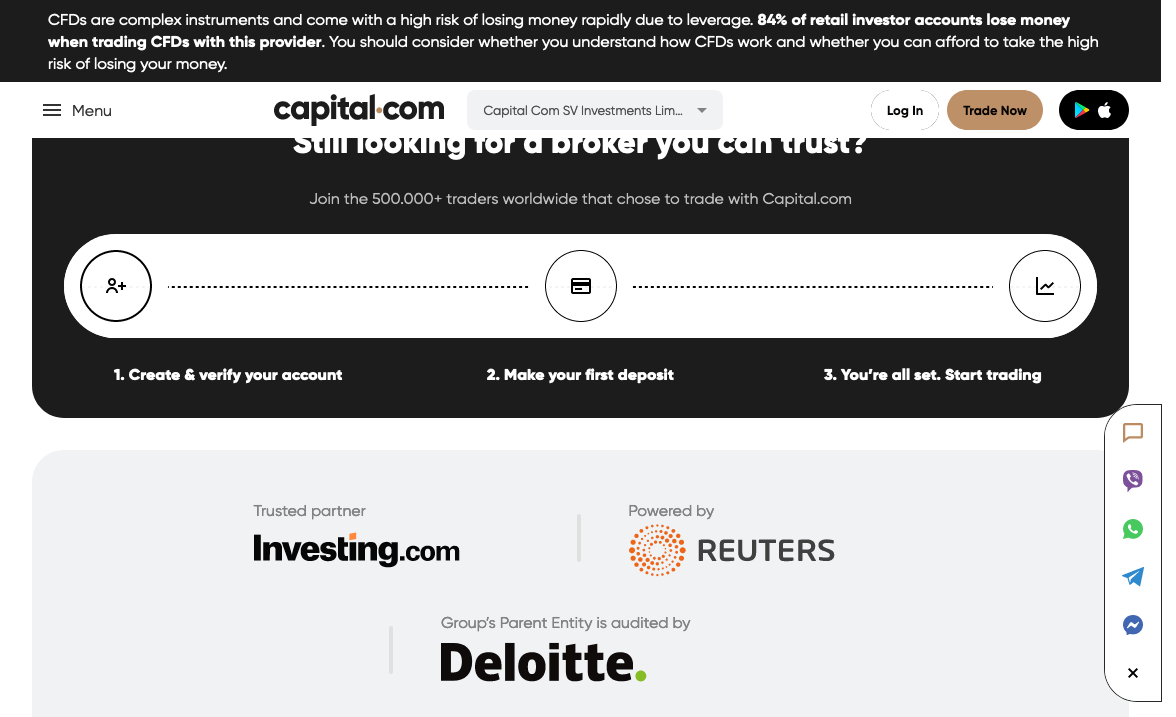 CFDs are complex instruments and come with a high risk of losing money rapidly due to leverage. 84% of retail investor accounts lose money
when trading CFDs with this provider. You should consider whether you understand how CFDs work and whether you can afford to take the high
risk of losing your money.
Menu
capital.com
Capital Com SV Investments Lim...
Log In
Trade Now
Still looking for a broker you can trust?
Join the 500.000+ traders worldwide that chose to trade with Capital.com
1. Create & verify your account
2. Make your first deposit
3. You're all set. Start trading
Trusted partner
Investing.com
Powered by
REUTERS
Group's Parent Entity is audited by
Deloitte.